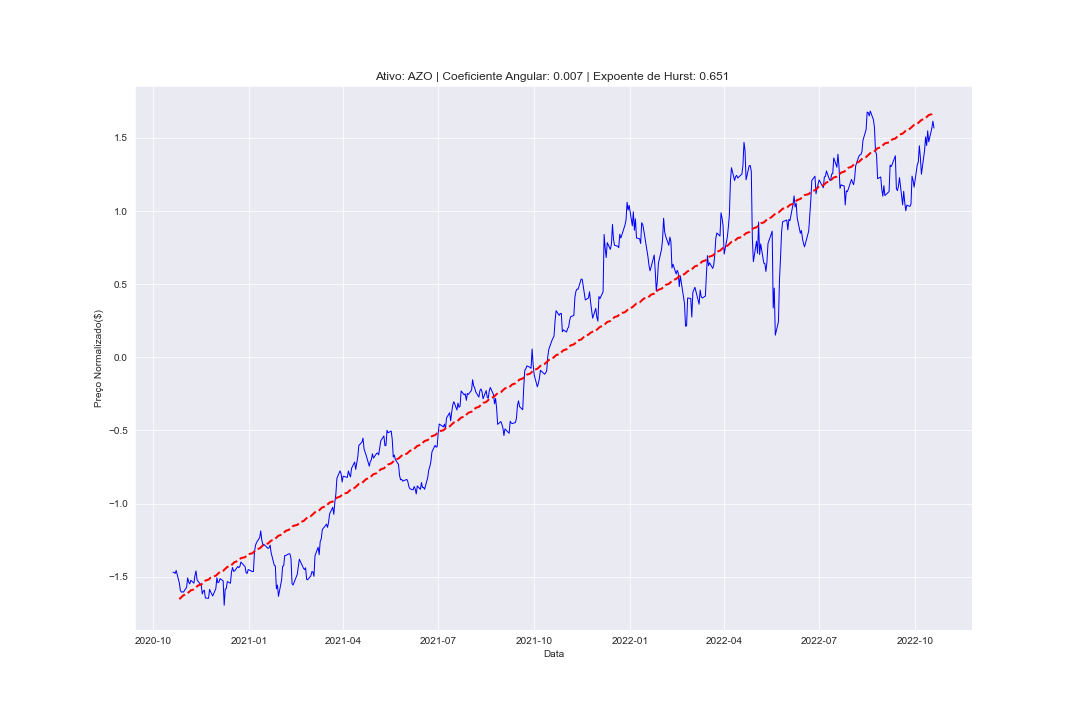 Ativo: AZO | Coeficiente Angular: 0.007 | Expoente de Hurst: 0.651
Preço Normalizado($)
1.5
1.0
0.5
0.0
−0.5
−1.0
−1.5
2020-10 2021-01 2021-04 2021-07 2021-10 2022-01 2022-04 2022-07 2022-10
Data